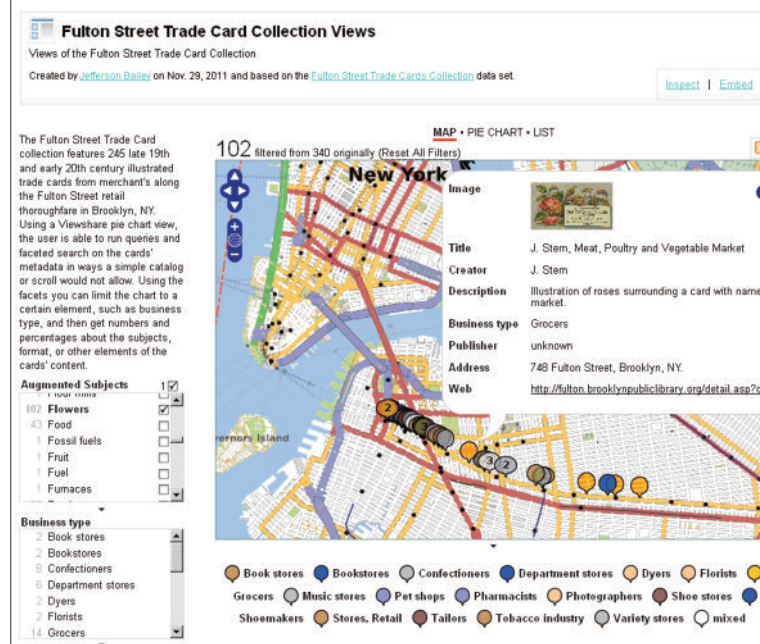 Fulton Street Trade Card Collection Views
Views of the Fulton Street Trade Card Collection
Created by Jefferson Bailey on Nov. 29, 2011 and based on the Fulton Street Trade Cards Collection data set.
Inspect | Embed
The Fulton Street Trade Card
collection features 245 late 19th
and early 20th century illustrated
trade cards from merchant's along
the Fulton Street retail
thoroughfare in Brooklyn, NY.
Using a Viewshare pie chart view,
the user is able to run queries and
faceted search on the cards'
metadata in ways a simple catalog
or scroll would not allow. Using the
facets you can limit the chart to a
certain element, such as business
type, and then get numbers and
percentages about the subjects,
format, or other elements of the
cards' content.
Augmented Subjects 1
Flour mills
102 Flowers
43 Food
1 Fossil fuels
1 Fruit
1 Fuel
1 Furnaces
Business type
2 Book stores
2 Bookstores
8 Confectioners
6 Department stores
2 Dyers
2 Florists
14 Grocers
MAP • PIE CHART • LIST
102 filtered from 340 originally (Reset All Filters)
New York
ernors Island
2
3
3
2
Image
Title J. Stern, Meat, Poultry and Vegetable Market
Creator J. Stern
Description Illustration of roses surrounding a card with name
market.
Business type Grocers
Publisher unknown
Address 748 Fulton Street, Brooklyn, NY.
Web http://fulton.brooklynpubliclibrary.org/detail.asp?
Book stores Bookstores Confectioners Department stores Dyers Florists
Grocers Music stores Pet shops Pharmacists Photographers Shoe stores
Shoemakers Stores, Retail Tailors Tobacco industry Variety stores mixed